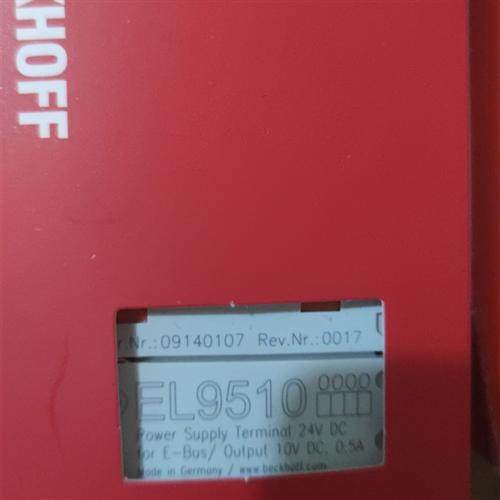 KHOFF
r.Nr.:09140107 Rev.Nr.:0017
EL9510 0000
Power Supply Terminal 24V DC
for E-Bus/ Output 10V DC, 0.5A
Made in Germany / www.beckhoff.com